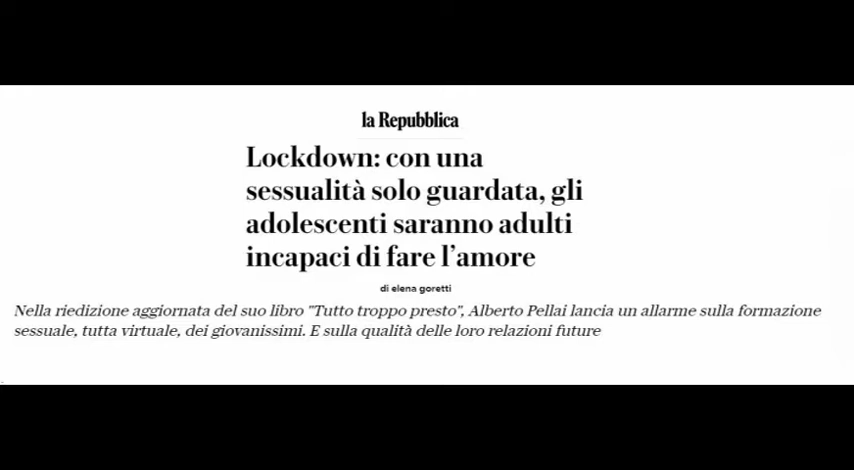 la Repubblica
Lockdown: con una
sessualità solo guardata, gli
adolescenti saranno adulti
incapaci di fare l'amore
di elena goretti
Nella riedizione aggiornata del suo libro "Tutto troppo presto", Alberto Pellai lancia un allarme sulla formazione
sessuale, tutta virtuale, dei giovanissimi. E sulla qualità delle loro relazioni future